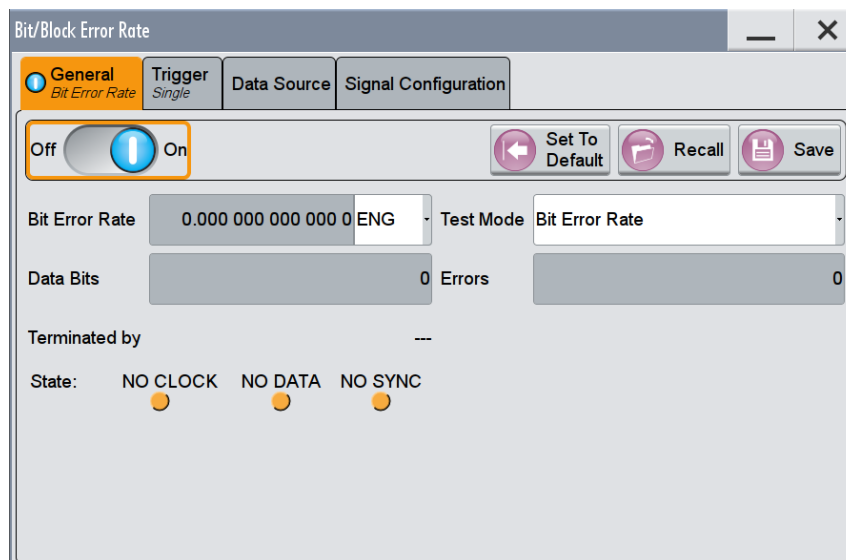 Bit/Block Error Rate
General
Bit Error Rate
Trigger
Single
Data Source
Signal Configuration
Off
On
Set To
Default
Recall
Save
Bit Error Rate
0.000 000 000 000 0
ENG
Test Mode
Bit Error Rate
Data Bits
0
Errors
0
Terminated by
---
State:
NO CLOCK
NO DATA
NO SYNC